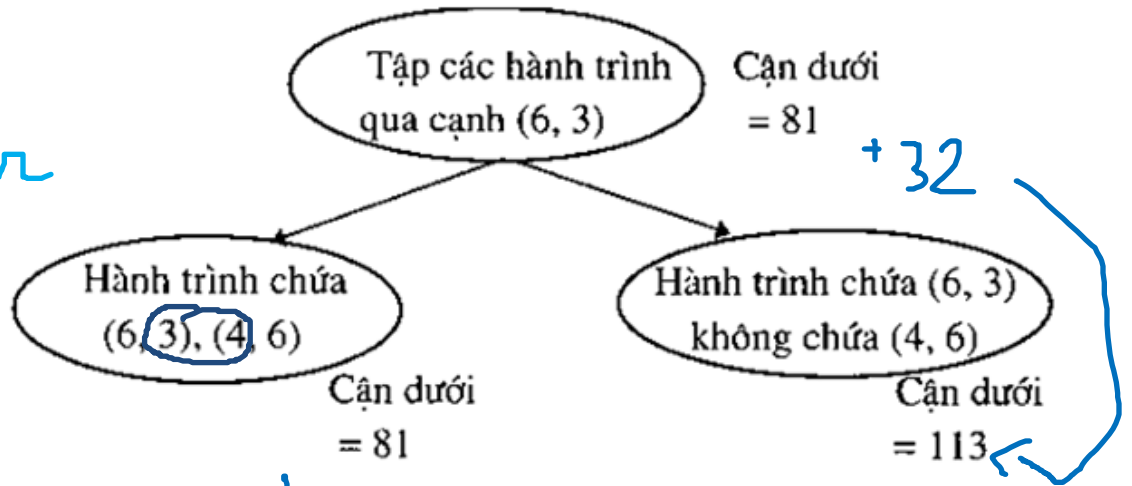 Tập các hành trình
qua cạnh (6, 3)
Cận dưới
= 81
+32
Hành trình chứa
(6, 3), (4, 6)
Cận dưới
= 81
Hành trình chứa (6, 3)
không chứa (4, 6)
Cận dưới
= 113